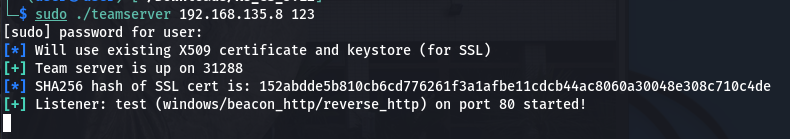 └─$ sudo ./teamserver 192.168.135.8 123
[sudo] password for user:
[*] Will use existing X509 certificate and keystore (for SSL)
[+] Team server is up on 31288
[*] SHA256 hash of SSL cert is: 152abdde5b810cb6cd776261f3a1afbe11cdcb44ac8060a30048e308c710c4de
[+] Listener: test (windows/beacon_http/reverse_http) on port 80 started!